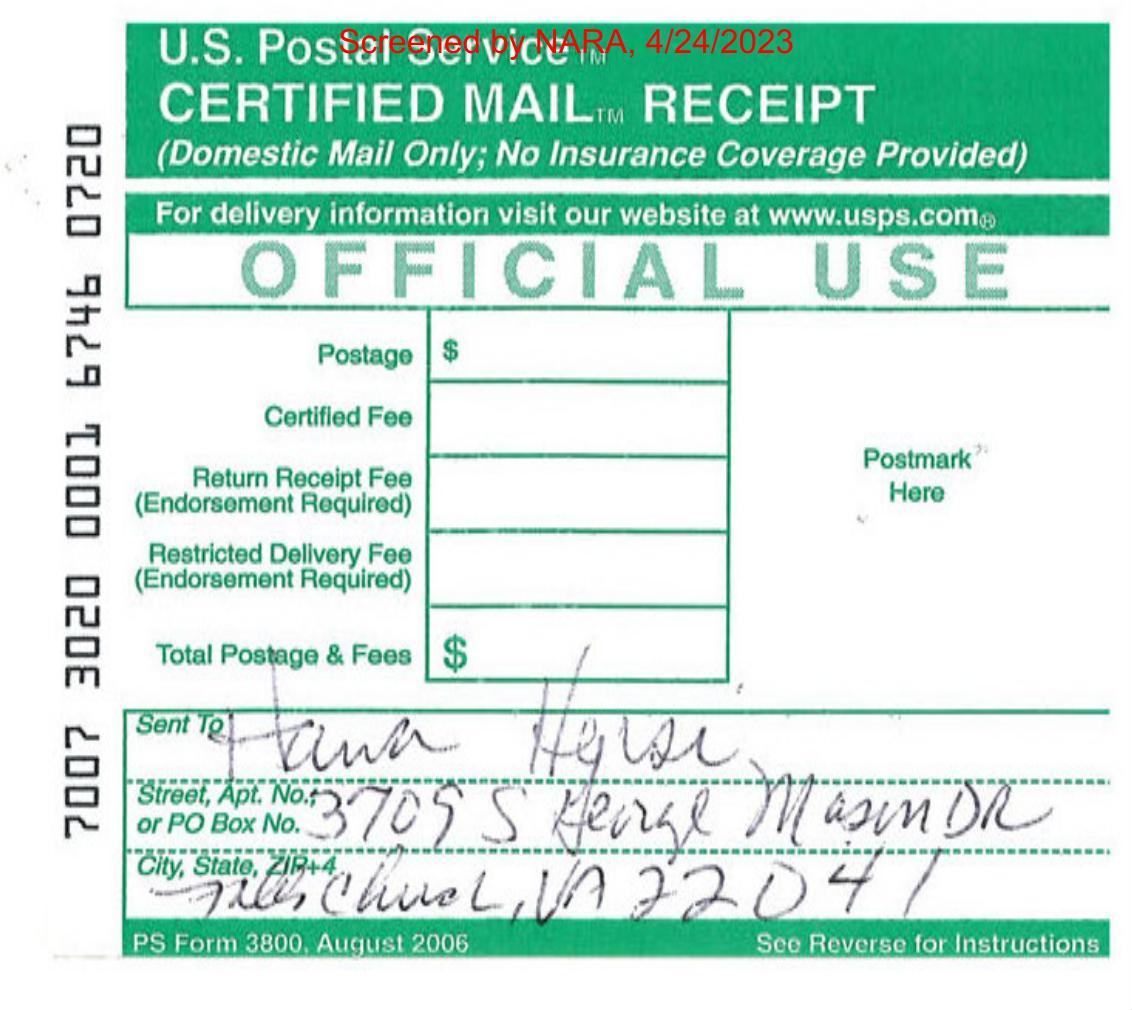 Screened by NARA, 4/24/2023
U.S. Postal Service™
CERTIFIED MAIL™ RECEIPT
(Domestic Mail Only; No Insurance Coverage Provided)
For delivery information visit our website at www.usps.com®
OFFICIAL USE
Postage $
Certified Fee
Return Receipt Fee
(Endorsement Required)
Restricted Delivery Fee
(Endorsement Required)
Total Postage & Fees $
Postmark
Here
Sent To Hana
Street, Apt. No.;
or PO Box No. 3709 S George Mason DR
City, State, ZIP+4
Falls Church, VA 22041
PS Form 3800, August 2006 See Reverse for Instructions
7007 3020 0001 6746 0720